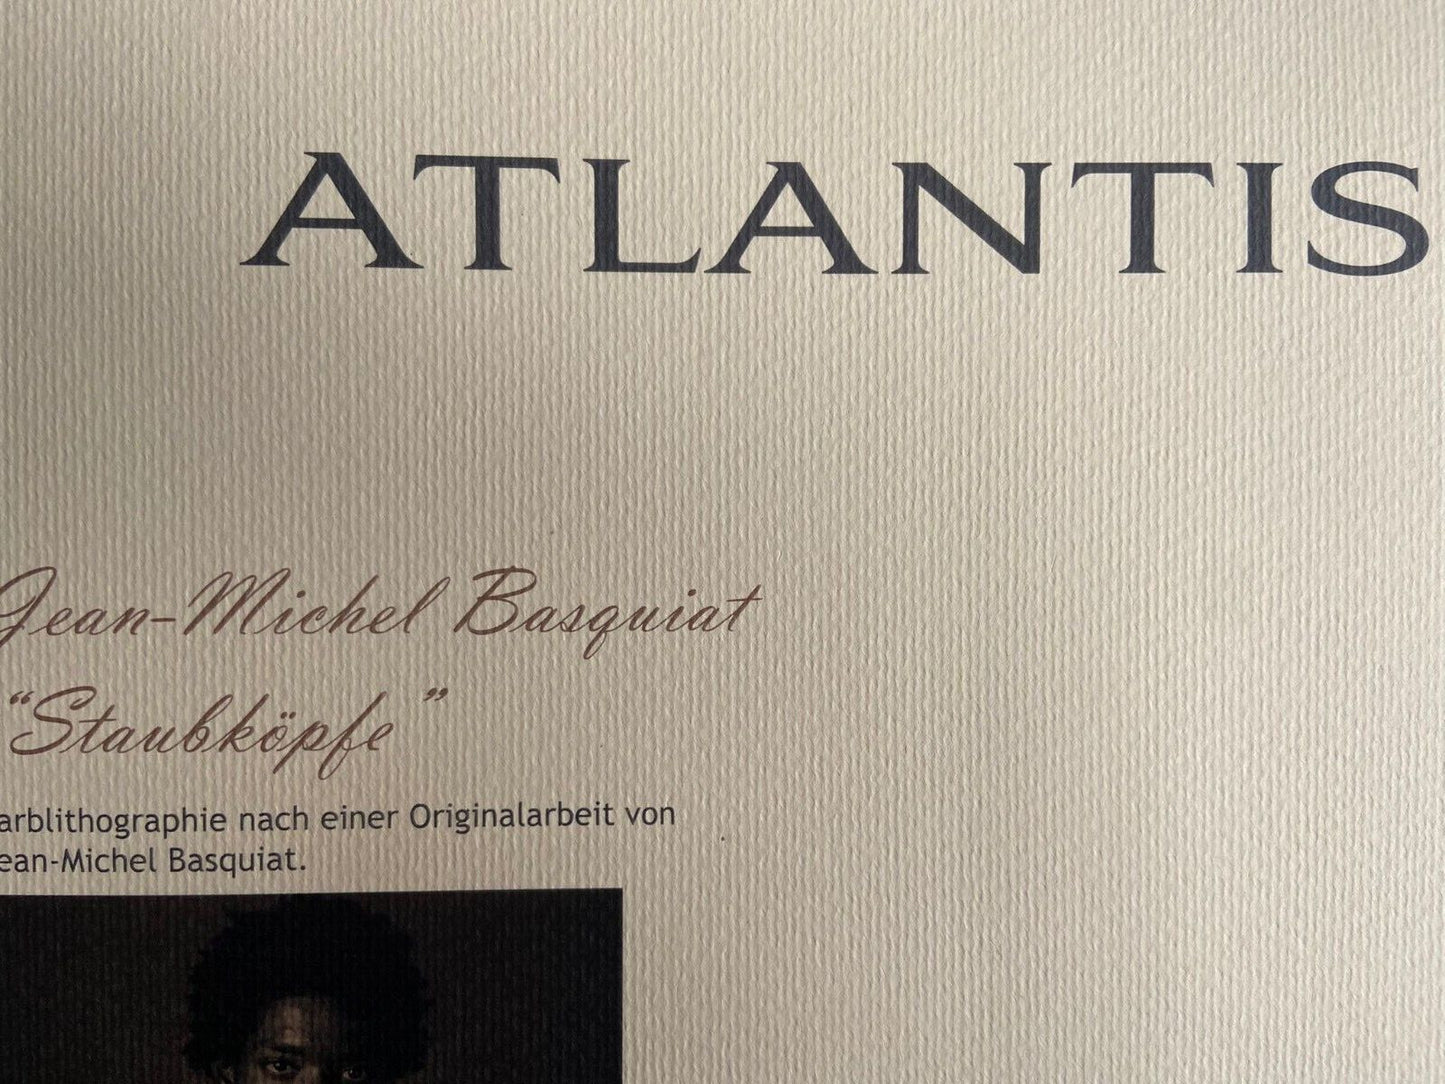 ATLANTIS
Jean-Michel Basquiat
“Staubköpfe”
arblithographie nach einer Originalarbeit von
ean-Michel Basquiat.